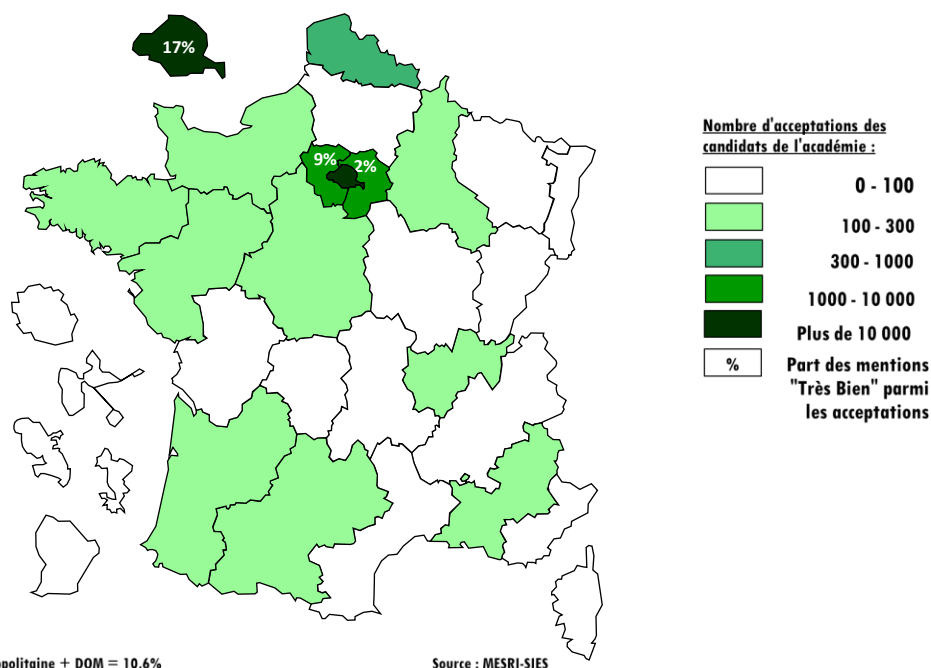 17%
9%
2%
Nombre d'acceptations des
candidats de l'académie :
0 - 100
100 - 300
300 - 1000
1000 - 10 000
Plus de 10 000
%
Part des mentions
"Très Bien" parmi
les acceptations
opolitaine + DOM = 10,6%
Source : MESRI-SIES